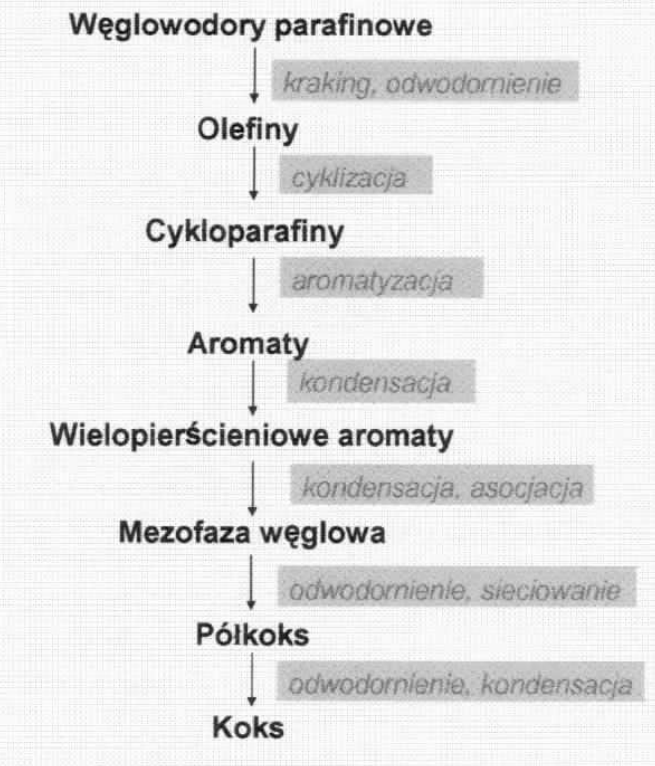 Węglowodory parafinowe
kraking, odwodornienie
Olefiny
cyklizacja
Cykloparafiny
aromatyzacja
Aromaty
kondensacja
Wielopierścieniowe aromaty
kondensacja, asocjacja
Mezofaza węglowa
odwodornienie, sieciowanie
Półkoks
odwodornienie, kondensacja
Koks